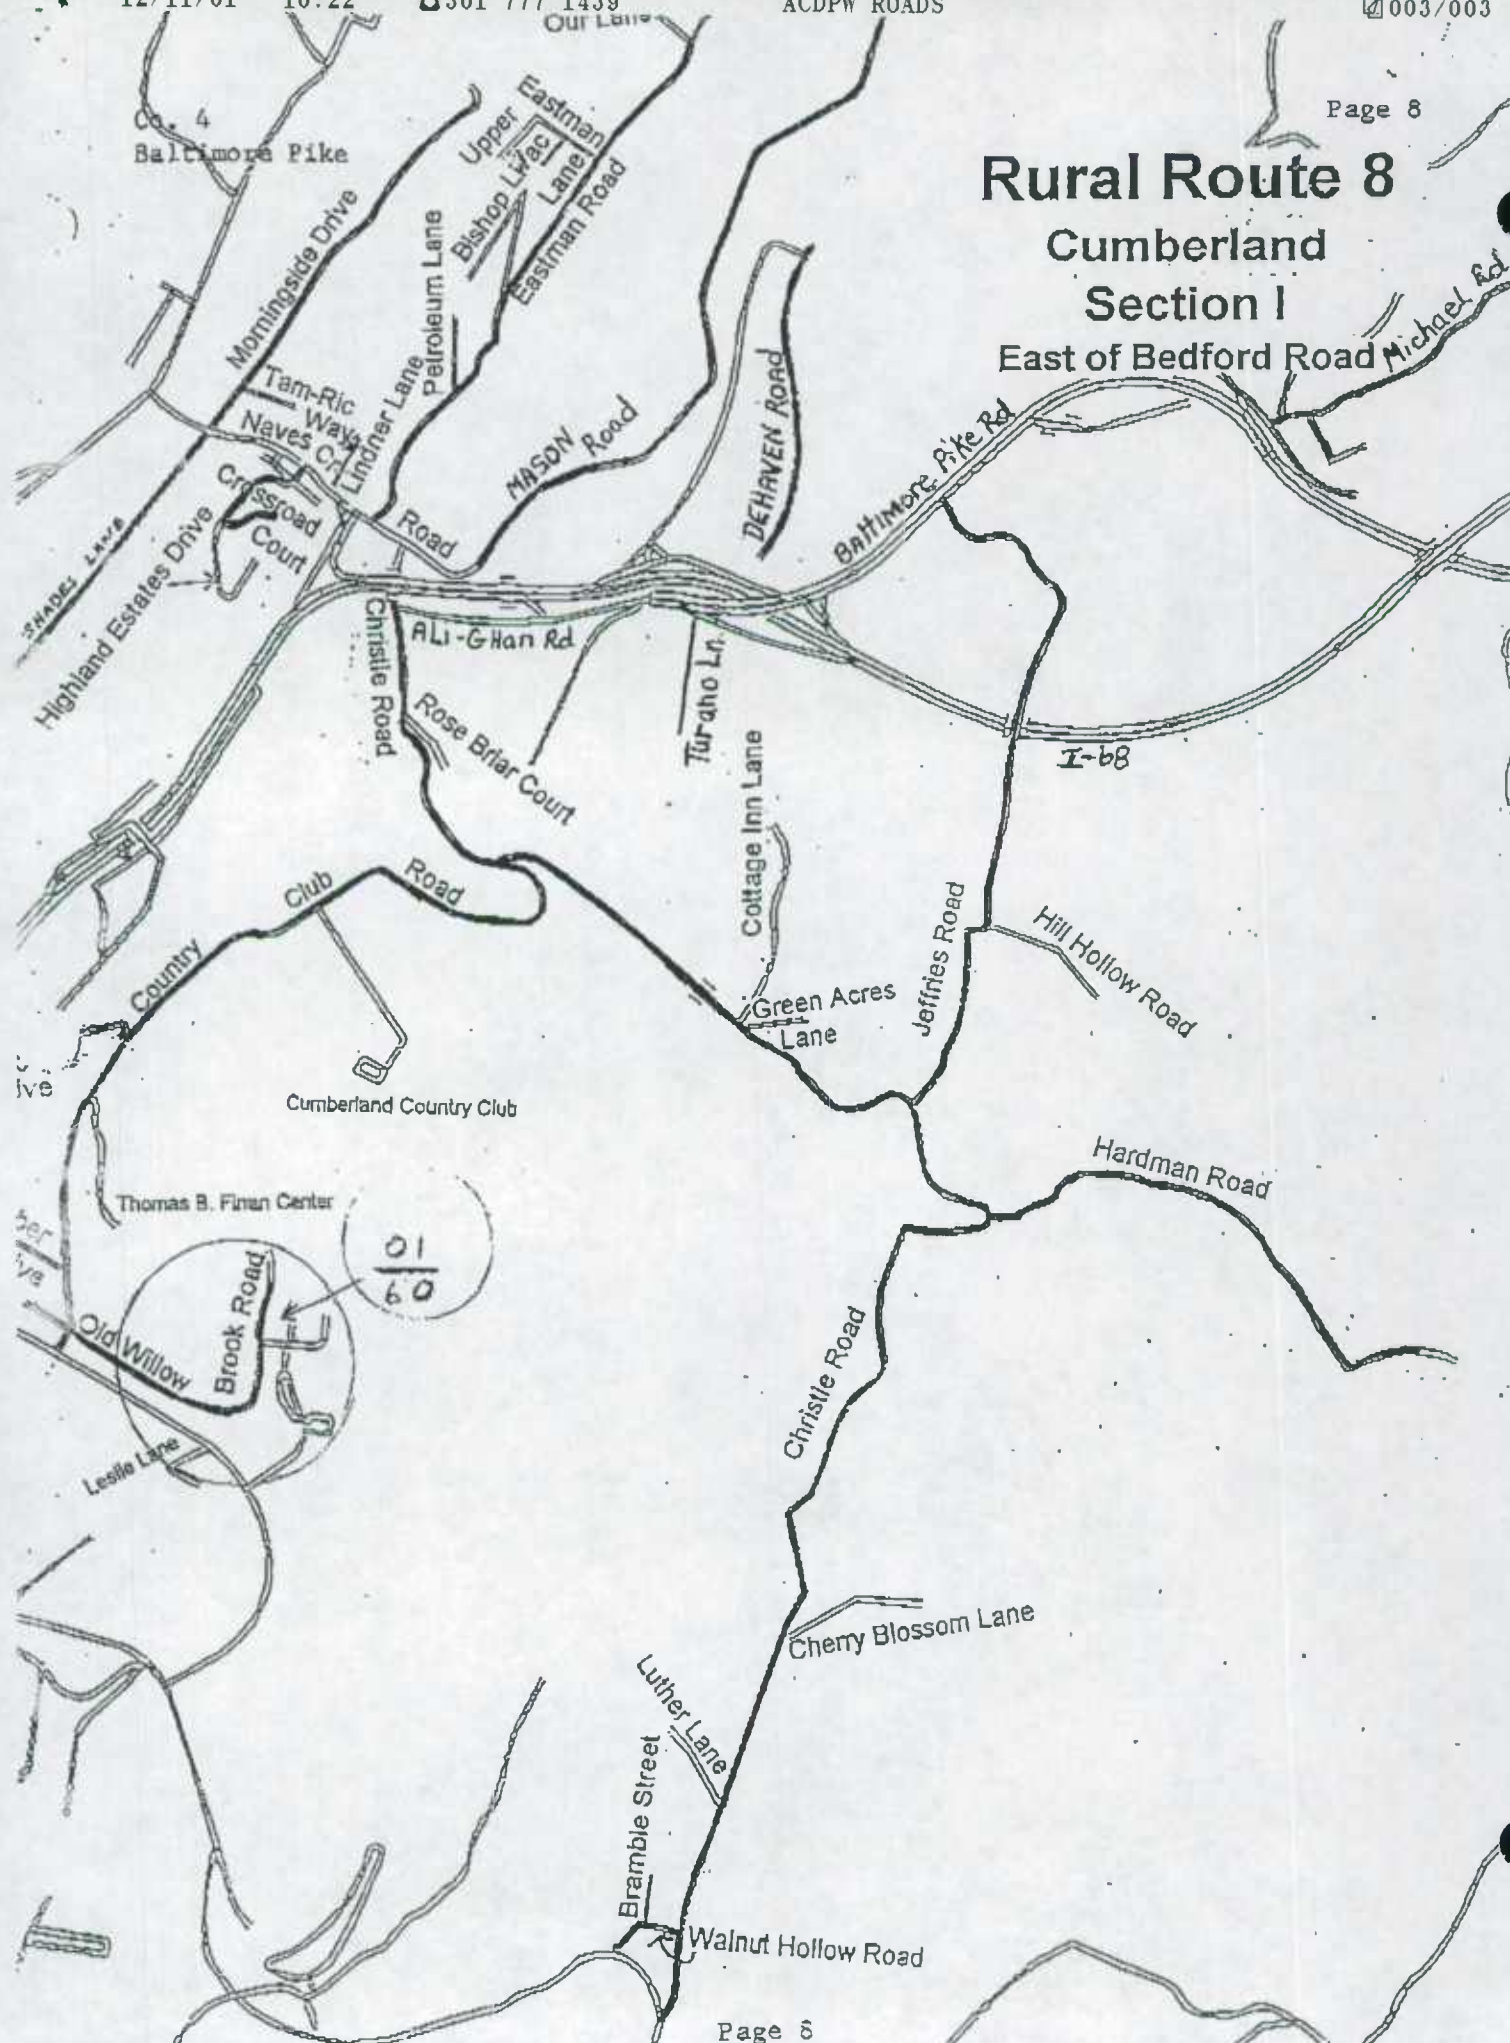 12/11/01 16:22 301 777 1439 ACDPW ROADS 003/003
Our Lane
Co. 4
Baltimore Pike
Page 8
Rural Route 8
Cumberland
Section I
East of Bedford Road
Michael Rd
Upper
Eastman
Bishop Lilac
Lane
Eastman Road
Morningside Drive
Petroleum Lane
Tam-Ric
Way
Naves Cr
Lindner Lane
Crossroad
Court
Road
MASON Road
DEHAVEN ROAD
BAltimore Pike Rd
SHADES LANE
Highland Estates Drive
Christie Road
ALI-GHan Rd
Rose Briar Court
Turano Ln.
I-68
Cottage Inn Lane
Country Club Road
Green Acres
Lane
Jeffries Road
Hill Hollow Road
ive
Cumberland Country Club
Hardman Road
Thomas B. Finan Center
01
60
Old Willow
Brook Road
Leslie Lane
Christie Road
Cherry Blossom Lane
Luther Lane
Bramble Street
Walnut Hollow Road
Page 8